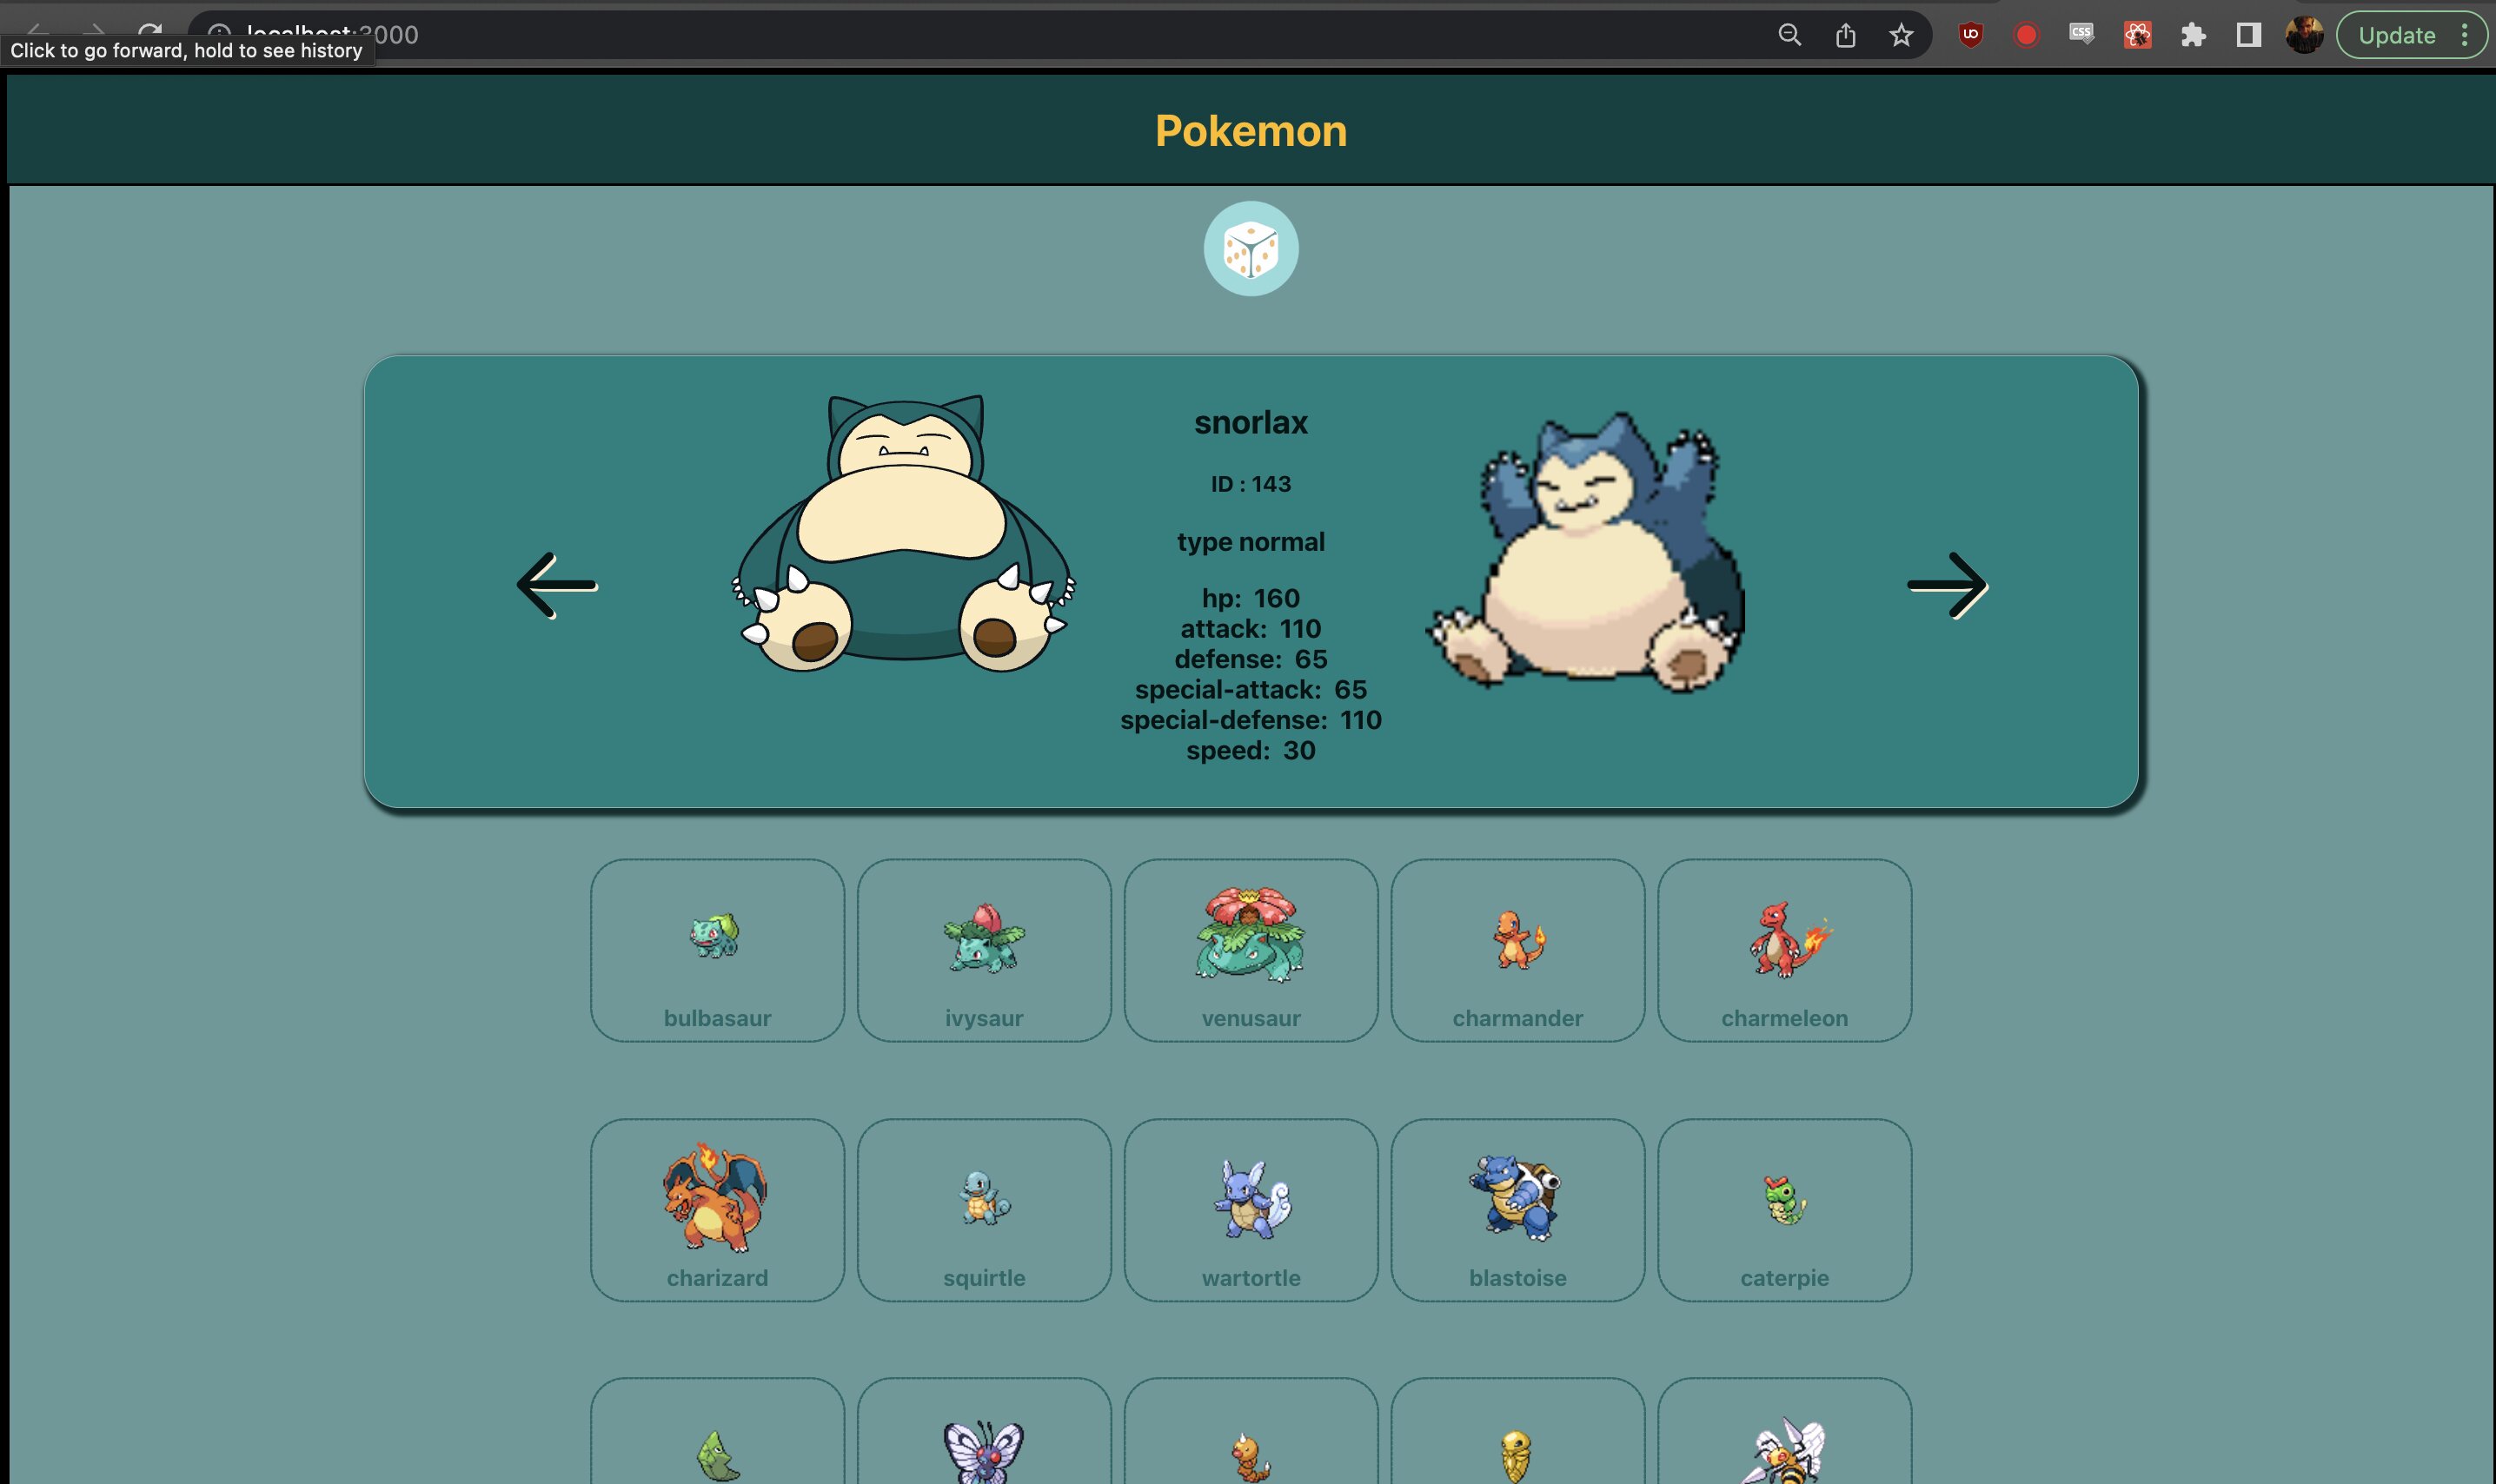 localhost:3000
Update
Click to go forward, hold to see history
Pokemon
snorlax
ID : 143
type normal
hp: 160
attack: 110
defense: 65
special-attack: 65
special-defense: 110
speed: 30
bulbasaur
ivysaur
venusaur
charmander
charmeleon
charizard
squirtle
wartortle
blastoise
caterpie